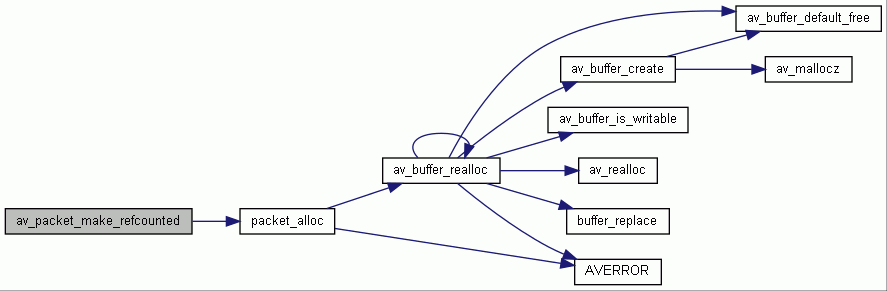 av_buffer_default_free
av_buffer_create
av_mallocz
av_buffer_is_writable
av_buffer_realloc
av_realloc
av_packet_make_refcounted
packet_alloc
buffer_replace
AVERROR